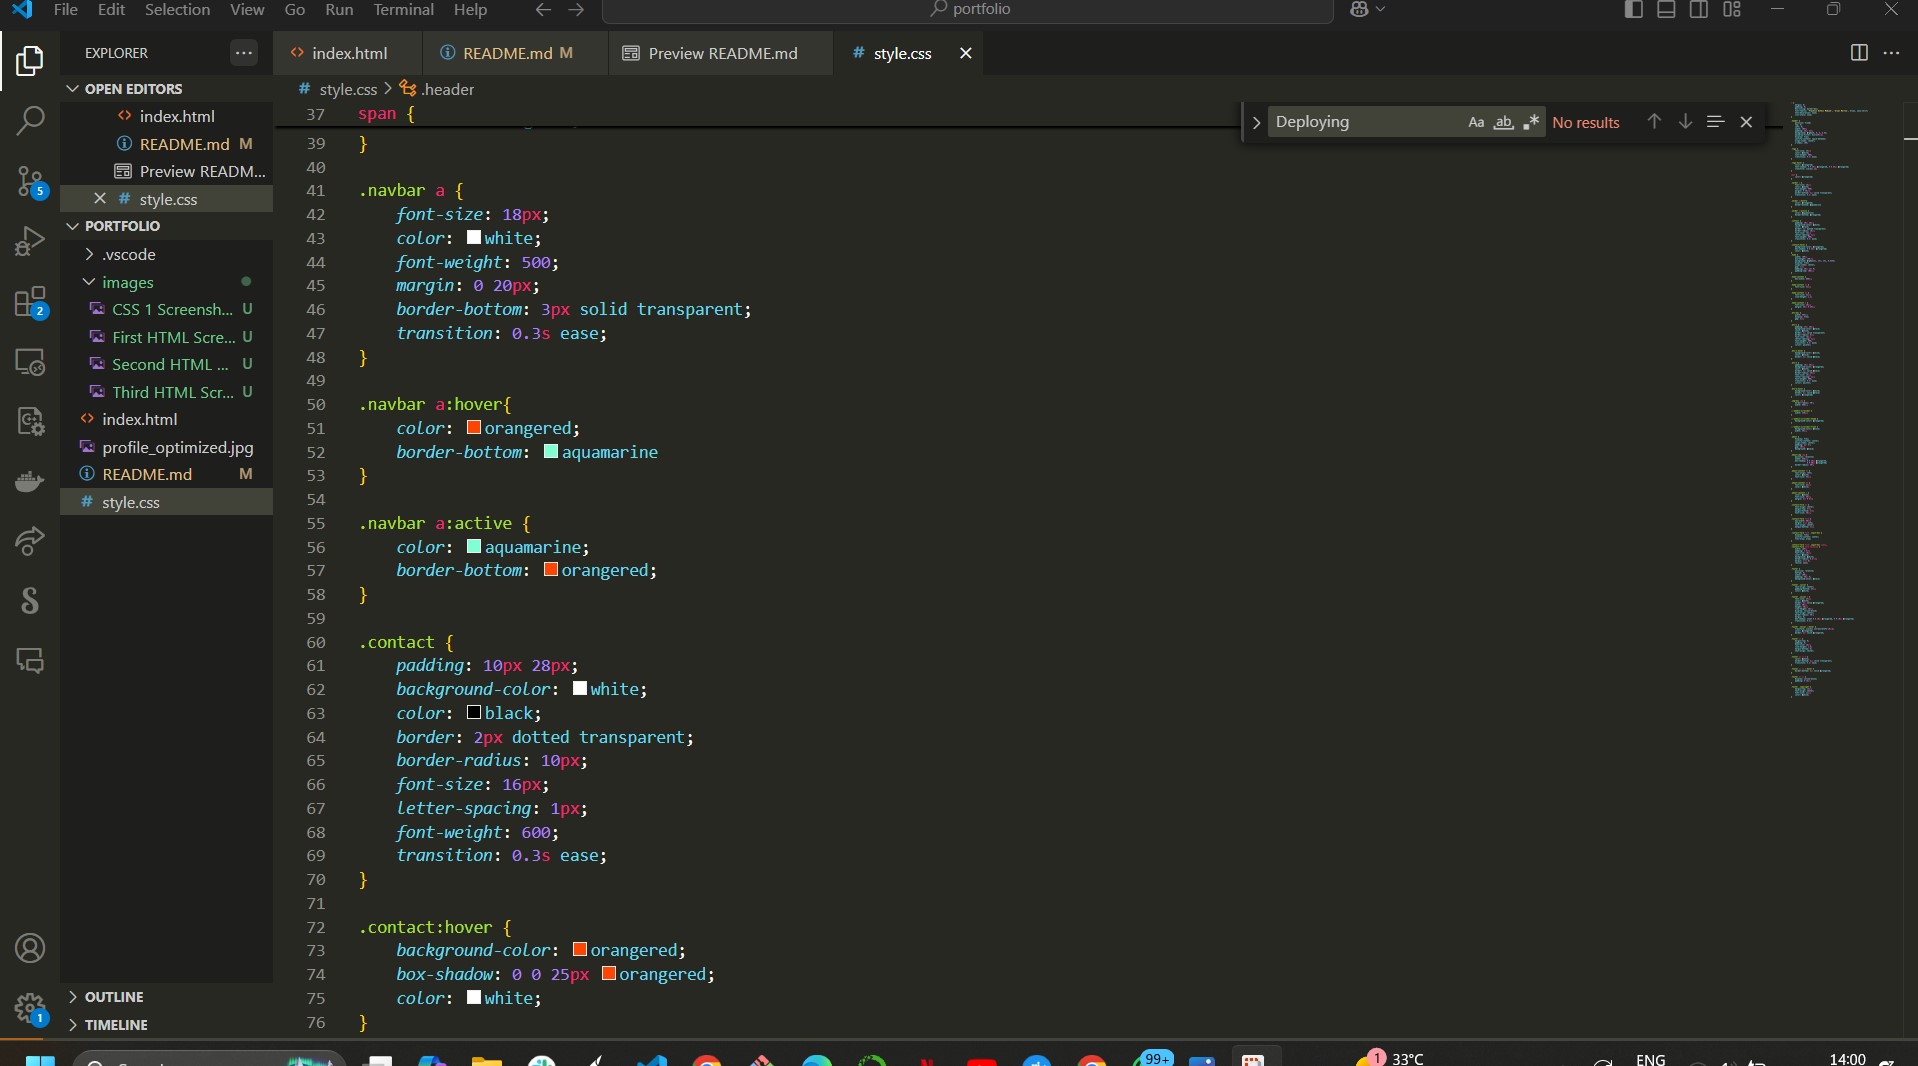 File Edit Selection View Go Run Terminal Help
portfolio
EXPLORER
index.html
README.md M
Preview README.md
# style.css
OPEN EDITORS
index.html
README.md M
Preview READM...
# style.css
PORTFOLIO
.vscode
images
CSS 1 Screensh... U
First HTML Scre... U
Second HTML ... U
Third HTML Scr... U
index.html
profile_optimized.jpg
README.md M
# style.css
OUTLINE
TIMELINE
5
2
1
# style.css > .header
Deploying
Aa ab .*
No results
37 span {
39 }
40
41 .navbar a {
42 font-size: 18px;
43 color: white;
44 font-weight: 500;
45 margin: 0 20px;
46 border-bottom: 3px solid transparent;
47 transition: 0.3s ease;
48 }
49
50 .navbar a:hover{
51 color: orangered;
52 border-bottom: aquamarine
53 }
54
55 .navbar a:active {
56 color: aquamarine;
57 border-bottom: orangered;
58 }
59
60 .contact {
61 padding: 10px 28px;
62 background-color: white;
63 color: black;
64 border: 2px dotted transparent;
65 border-radius: 10px;
66 font-size: 16px;
67 letter-spacing: 1px;
68 font-weight: 600;
69 transition: 0.3s ease;
70 }
71
72 .contact:hover {
73 background-color: orangered;
74 box-shadow: 0 0 25px orangered;
75 color: white;
76 }
99+
1
33°C
ENG
14:00